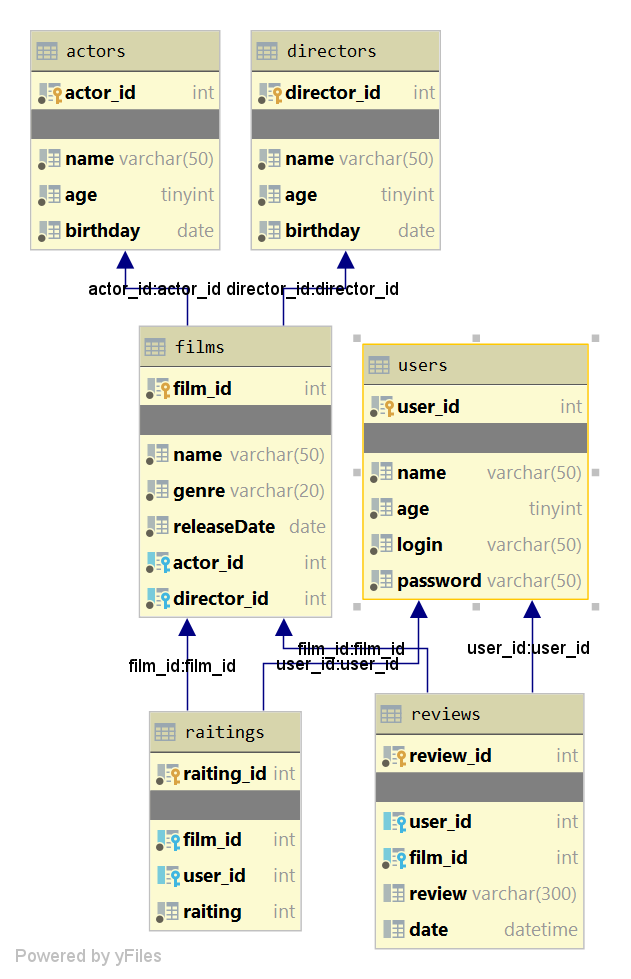 actors
actor_id int
name varchar(50)
age tinyint
birthday date
directors
director_id int
name varchar(50)
age tinyint
birthday date
actor_id:actor_id
director_id:director_id
films
film_id int
name varchar(50)
genre varchar(20)
releaseDate date
actor_id int
director_id int
users
user_id int
name varchar(50)
age tinyint
login varchar(50)
password varchar(50)
film_id:film_id
user_id:user_id
film_id:film_id
user_id:user_id
raitings
raiting_id int
film_id int
user_id int
raiting int
reviews
review_id int
user_id int
film_id int
review varchar(300)
date datetime
Powered by yFiles